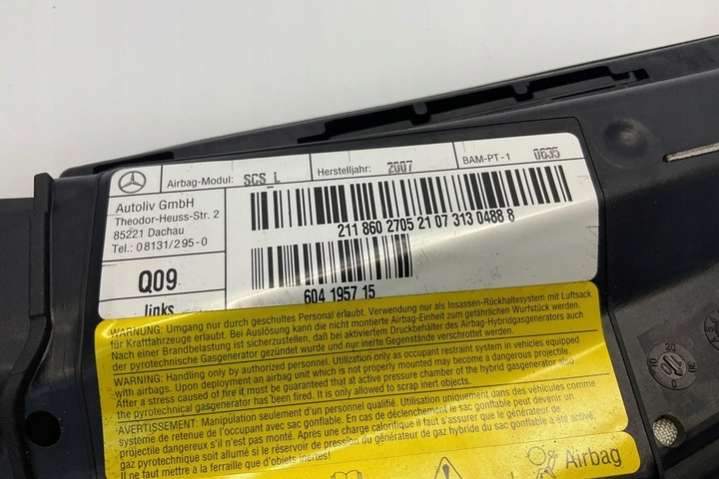 Airbag-Modul: SCS_L Herstelljahr: 2007 BAM-PT-1 0635
Autoliv GmbH
Theodor-Heuss-Str. 2
85221 Dachau
Tel.: 08131/295-0
211 860 2705 21 07 313 0488 8
Q09
links
604 1957 15
WARNUNG: Umgang nur durch geschultes Personal erlaubt. Verwendung nur als Insassen-Rückhaltesystem mit Luftsack
für Kraftfahrzeuge erlaubt. Bei Auslösung kann die nicht montierte Airbag-Einheit zum gefährlichen Wurfstück werden.
Nach einer Brandbelastung ist sicherzustellen, daß bei aktiviertem Druckbehälter des Airbag-Hybridgasgenerators auch
der pyrotechnische Gasgenerator gezündet wurde und nur inerte Gegenstände verschrottet werden.
WARNING: Handling only by authorized personnel. Utilization only as occupant restraint system in vehicles equipped
with airbags. Upon deployment an airbag unit which is not properly mounted may become a dangerous projectile.
After a stress caused of fire it must be guaranteed that at active pressure chamber of the hybrid gasgenerator also
the pyrotechnical gasgenerator has been fired. It is only allowed to scrap inert objects.
AVERTISSEMENT: Manipulation seulement d'un personnel qualifié. Utilisation uniquement dans des véhicules comme
système de retenue de l'occupant avec sac gonflable. En cas de déclenchement le sac gonflable peut devenir un
projectile dangereux s'il n'est pas monté. Après une charge calorifique il faut s'assurer que le générateur de
gaz pyrotechnique soit allumé si le réservoir de pression du générateur de gaz hybride du sac gonflable a été activé.
Il ne faut mettre à la ferraille que d'objets inertes.
Airbag